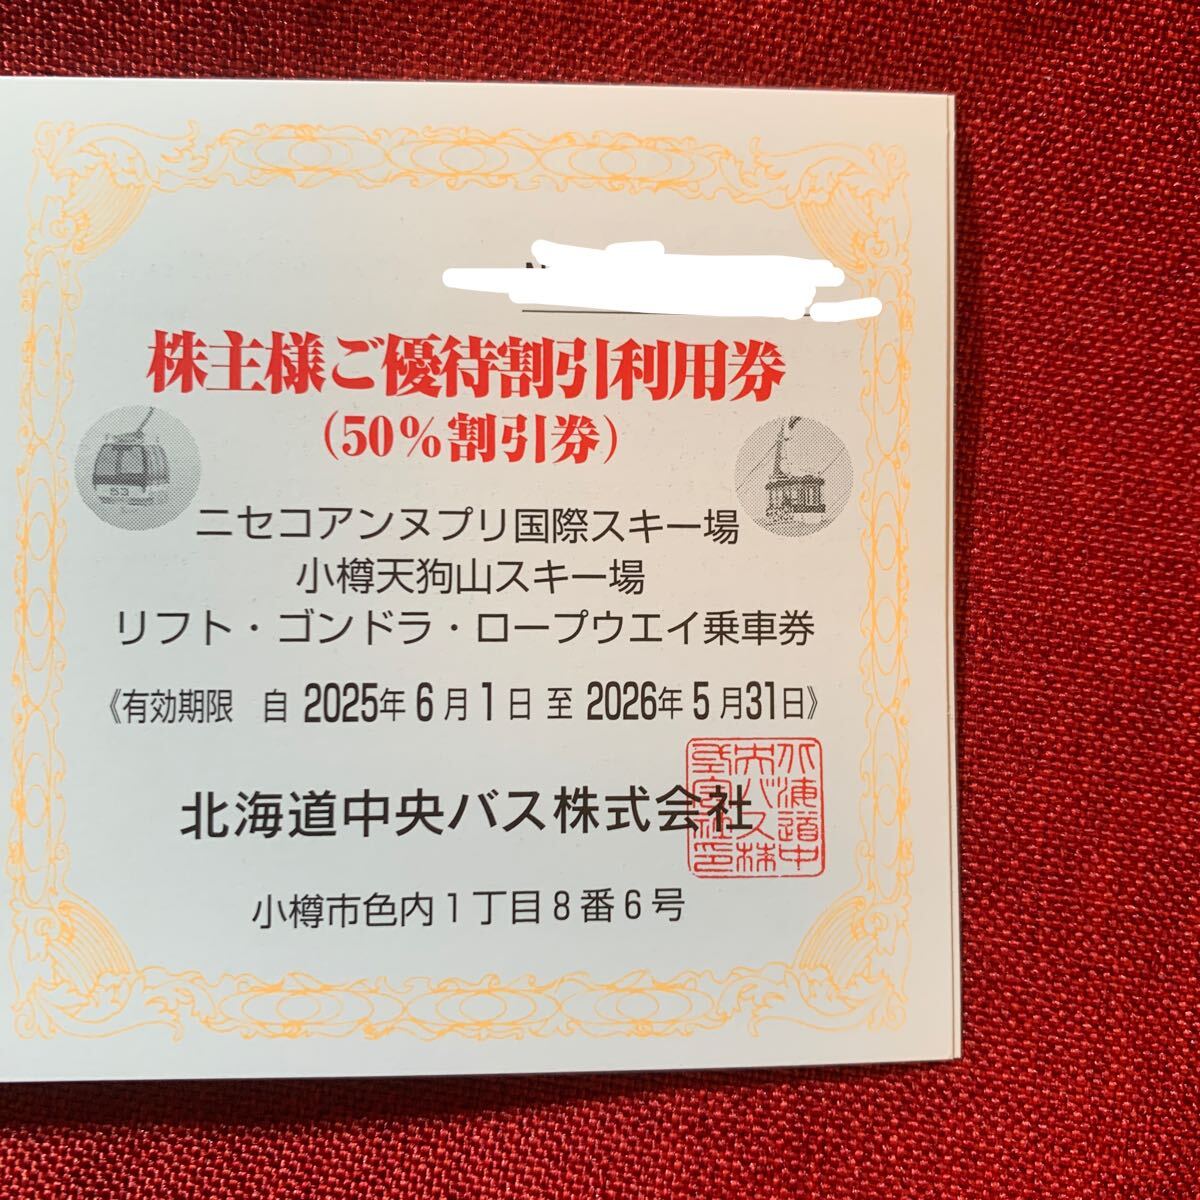 株主様ご優待割引利用券
(50%割引券)
53
ニセコアンヌプリ国際スキー場
小樽天狗山スキー場
リフト・ゴンドラ・ロープウエイ乗車券
《有効期限 自 2025年6月1日 至 2026年5月31日》
北海道中央バス株式会社
小樽市色内1丁目8番6号